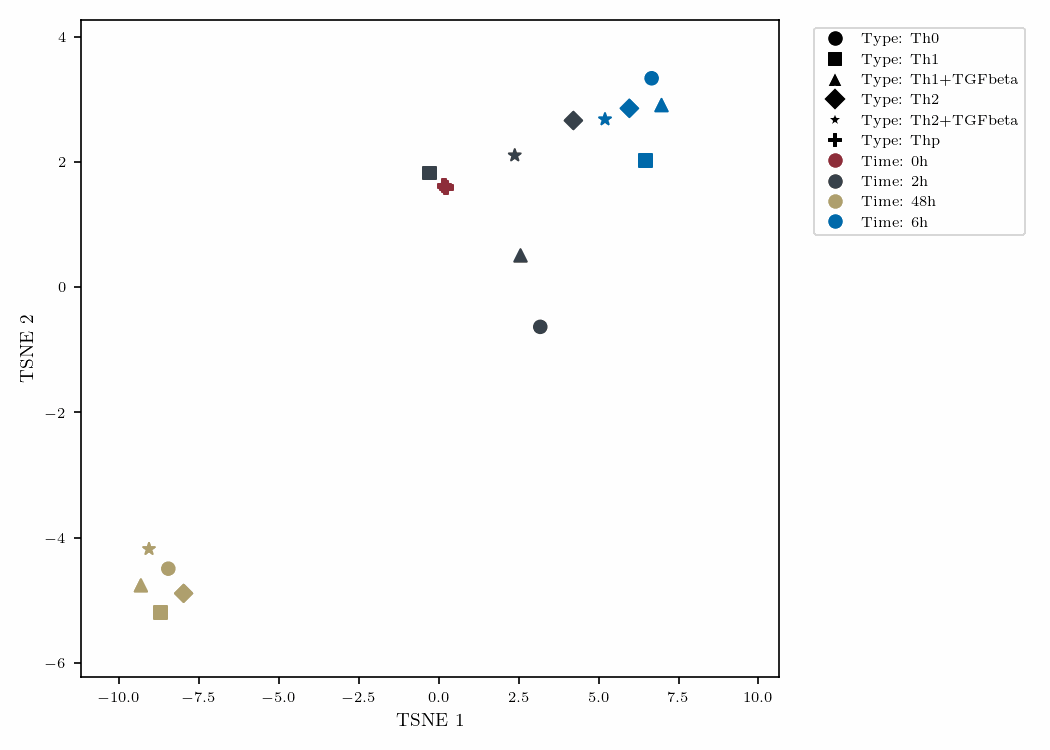 4
2
0
−2
−4
−6
−10.0
−7.5
−5.0
−2.5
0.0
2.5
5.0
7.5
10.0
TSNE 1
TSNE 2
Type: Th0
Type: Th1
Type: Th1+TGFbeta
Type: Th2
Type: Th2+TGFbeta
Type: Thp
Time: 0h
Time: 2h
Time: 48h
Time: 6h